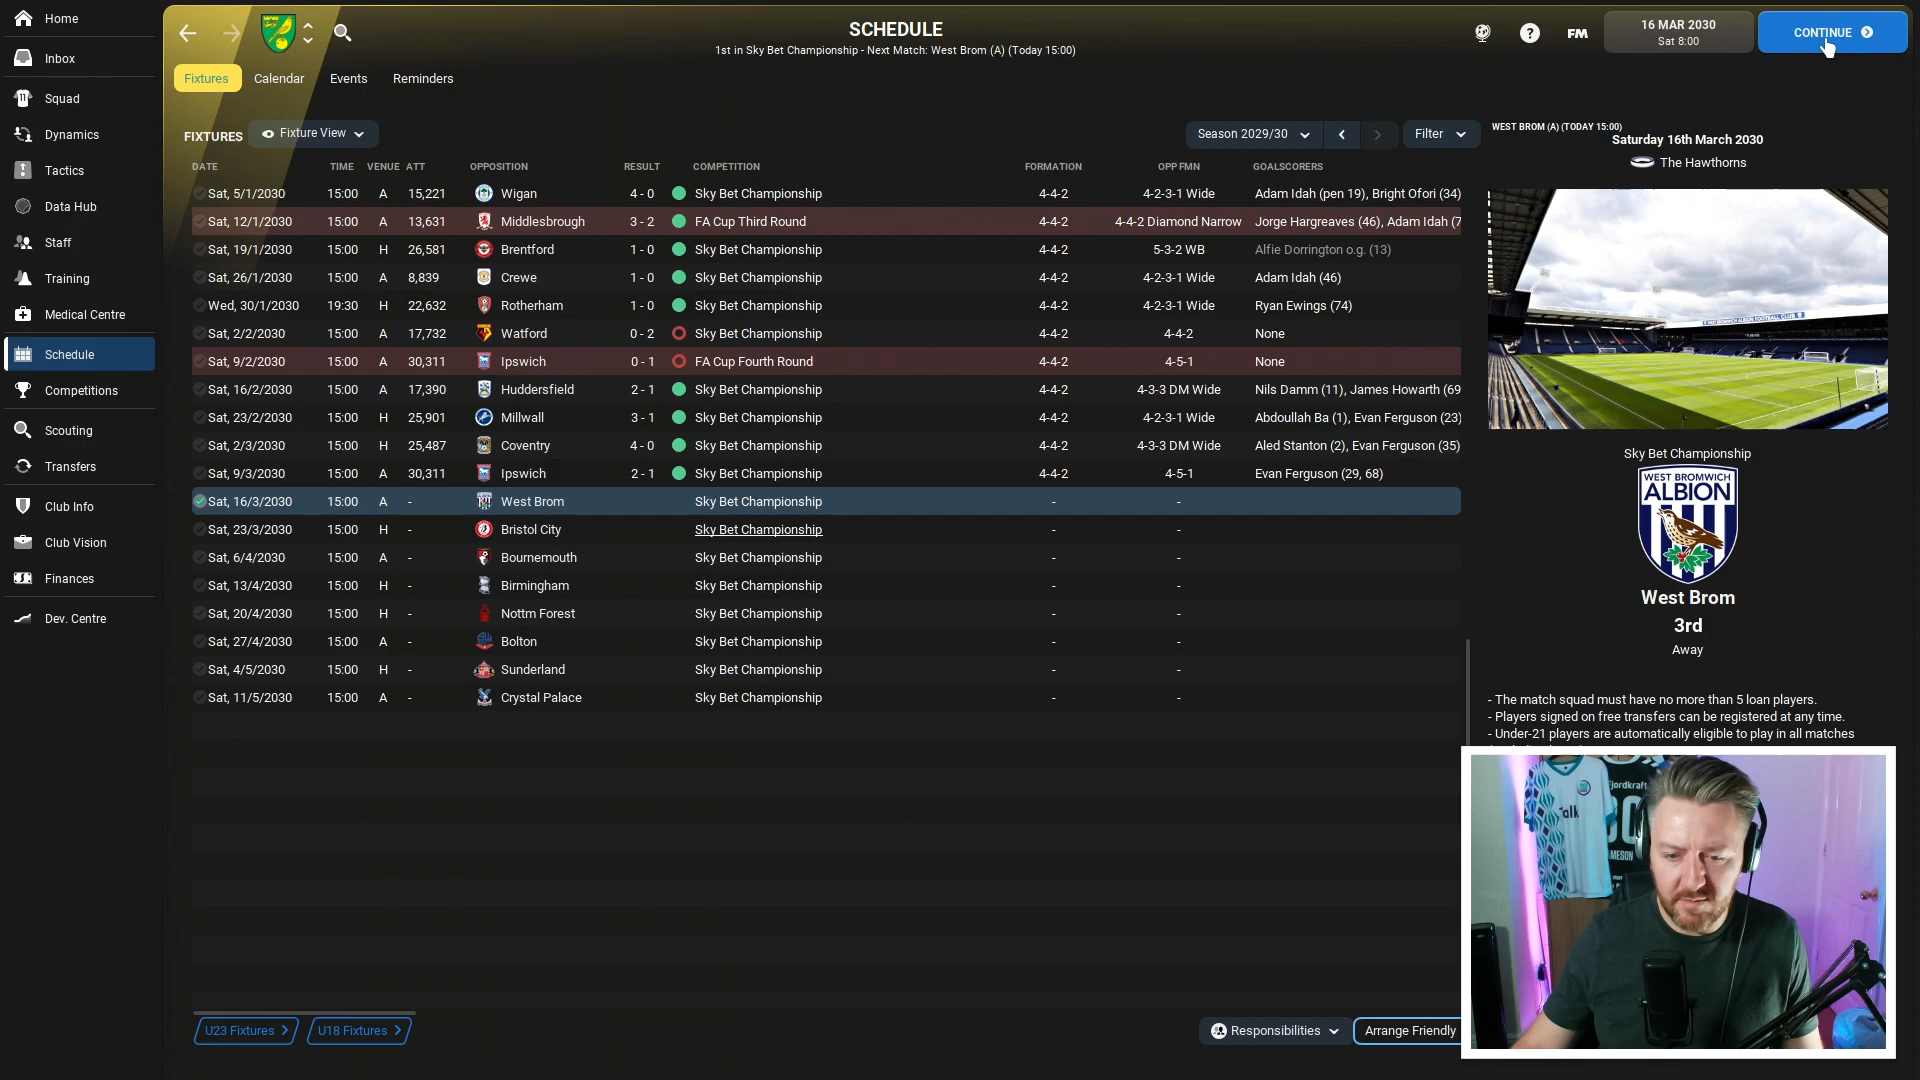 Home
Inbox
Squad
Dynamics
Tactics
Data Hub
Staff
Training
Medical Centre
Schedule
Competitions
Scouting
Transfers
Club Info
Club Vision
Finances
Dev. Centre
SCHEDULE
1st in Sky Bet Championship - Next Match: West Brom (A) (Today 15:00)
FM
16 MAR 2030
Sat 8:00
CONTINUE
Fixtures Calendar Events Reminders
FIXTURES Fixture View Season 2029/30 Filter
DATE TIME VENUE ATT OPPOSITION RESULT COMPETITION FORMATION OPP FMN GOALSCORERS
Sat, 5/1/2030 15:00 A 15,221 Wigan 4 - 0 Sky Bet Championship 4-4-2 4-2-3-1 Wide Adam Idah (pen 19), Bright Ofori (34)
Sat, 12/1/2030 15:00 A 13,631 Middlesbrough 3 - 2 FA Cup Third Round 4-4-2 4-4-2 Diamond Narrow Jorge Hargreaves (46), Adam Idah (7
Sat, 19/1/2030 15:00 H 26,581 Brentford 1 - 0 Sky Bet Championship 4-4-2 5-3-2 WB Alfie Dorrington o.g. (13)
Sat, 26/1/2030 15:00 A 8,839 Crewe 1 - 0 Sky Bet Championship 4-4-2 4-2-3-1 Wide Adam Idah (46)
Wed, 30/1/2030 19:30 H 22,632 Rotherham 1 - 0 Sky Bet Championship 4-4-2 4-2-3-1 Wide Ryan Ewings (74)
Sat, 2/2/2030 15:00 A 17,732 Watford 0 - 2 Sky Bet Championship 4-4-2 4-4-2 None
Sat, 9/2/2030 15:00 A 30,311 Ipswich 0 - 1 FA Cup Fourth Round 4-4-2 4-5-1 None
Sat, 16/2/2030 15:00 A 17,390 Huddersfield 2 - 1 Sky Bet Championship 4-4-2 4-3-3 DM Wide Nils Damm (11), James Howarth (69
Sat, 23/2/2030 15:00 H 25,901 Millwall 3 - 1 Sky Bet Championship 4-4-2 4-2-3-1 Wide Abdoullah Ba (1), Evan Ferguson (23)
Sat, 2/3/2030 15:00 H 25,487 Coventry 4 - 0 Sky Bet Championship 4-4-2 4-3-3 DM Wide Aled Stanton (2), Evan Ferguson (35)
Sat, 9/3/2030 15:00 A 30,311 Ipswich 2 - 1 Sky Bet Championship 4-4-2 4-5-1 Evan Ferguson (29, 68)
Sat, 16/3/2030 15:00 A - West Brom Sky Bet Championship - -
Sat, 23/3/2030 15:00 H - Bristol City Sky Bet Championship - -
Sat, 6/4/2030 15:00 A - Bournemouth Sky Bet Championship - -
Sat, 13/4/2030 15:00 H - Birmingham Sky Bet Championship - -
Sat, 20/4/2030 15:00 H - Nottm Forest Sky Bet Championship - -
Sat, 27/4/2030 15:00 A - Bolton Sky Bet Championship - -
Sat, 4/5/2030 15:00 H - Sunderland Sky Bet Championship - -
Sat, 11/5/2030 15:00 A - Crystal Palace Sky Bet Championship - -
U23 Fixtures U18 Fixtures Responsibilities Arrange Friendly
WEST BROM (A) (TODAY 15:00)
Saturday 16th March 2030
The Hawthorns
Sky Bet Championship
WEST BROMWICH
ALBION
West Brom
3rd
Away
- The match squad must have no more than 5 loan players.
- Players signed on free transfers can be registered at any time.
- Under-21 players are automatically eligible to play in all matches
Talk
fjordkraft